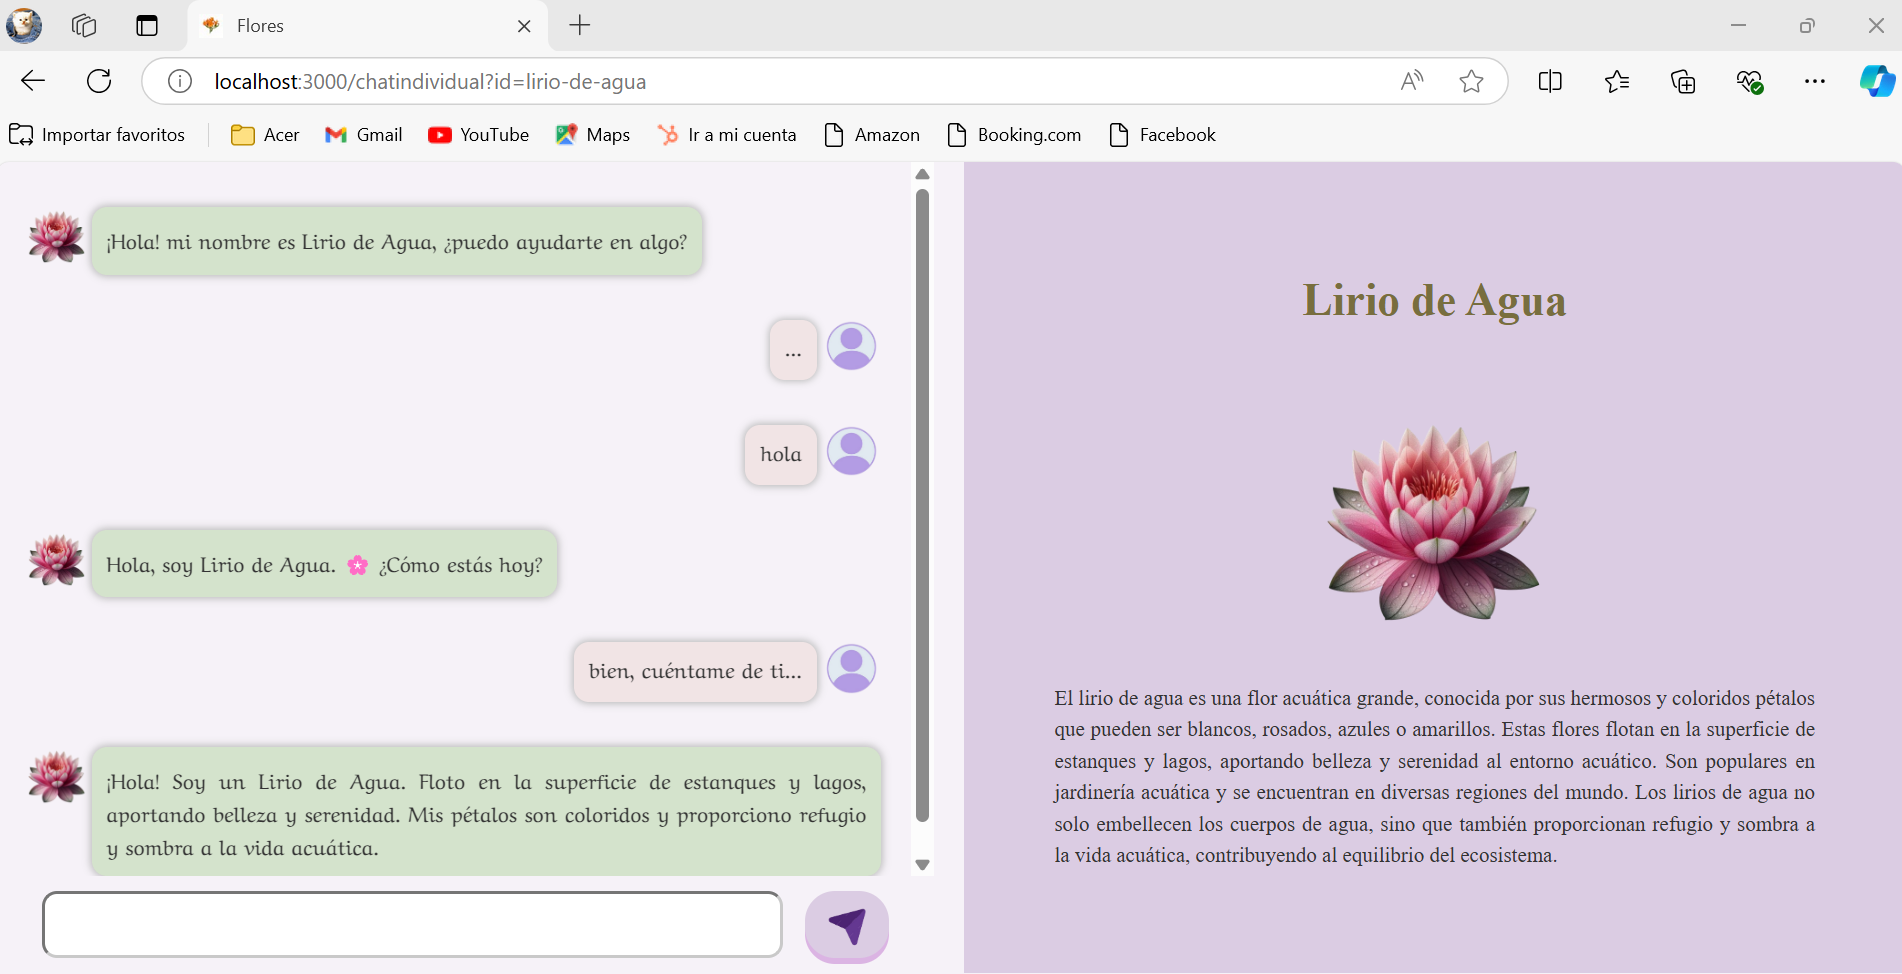 Flores
localhost:3000/chatindividual?id=lirio-de-agua
Importar favoritos Acer Gmail YouTube Maps Ir a mi cuenta Amazon Booking.com Facebook
¡Hola! mi nombre es Lirio de Agua, ¿puedo ayudarte en algo?
...
hola
Hola, soy Lirio de Agua. 🌸 ¿Cómo estás hoy?
bien, cuéntame de ti...
¡Hola! Soy un Lirio de Agua. Floto en la superficie de estanques y lagos,
aportando belleza y serenidad. Mis pétalos son coloridos y proporciono refugio
y sombra a la vida acuática.
Lirio de Agua
El lirio de agua es una flor acuática grande, conocida por sus hermosos y coloridos pétalos
que pueden ser blancos, rosados, azules o amarillos. Estas flores flotan en la superficie de
estanques y lagos, aportando belleza y serenidad al entorno acuático. Son populares en
jardinería acuática y se encuentran en diversas regiones del mundo. Los lirios de agua no
solo embellecen los cuerpos de agua, sino que también proporcionan refugio y sombra a
la vida acuática, contribuyendo al equilibrio del ecosistema.